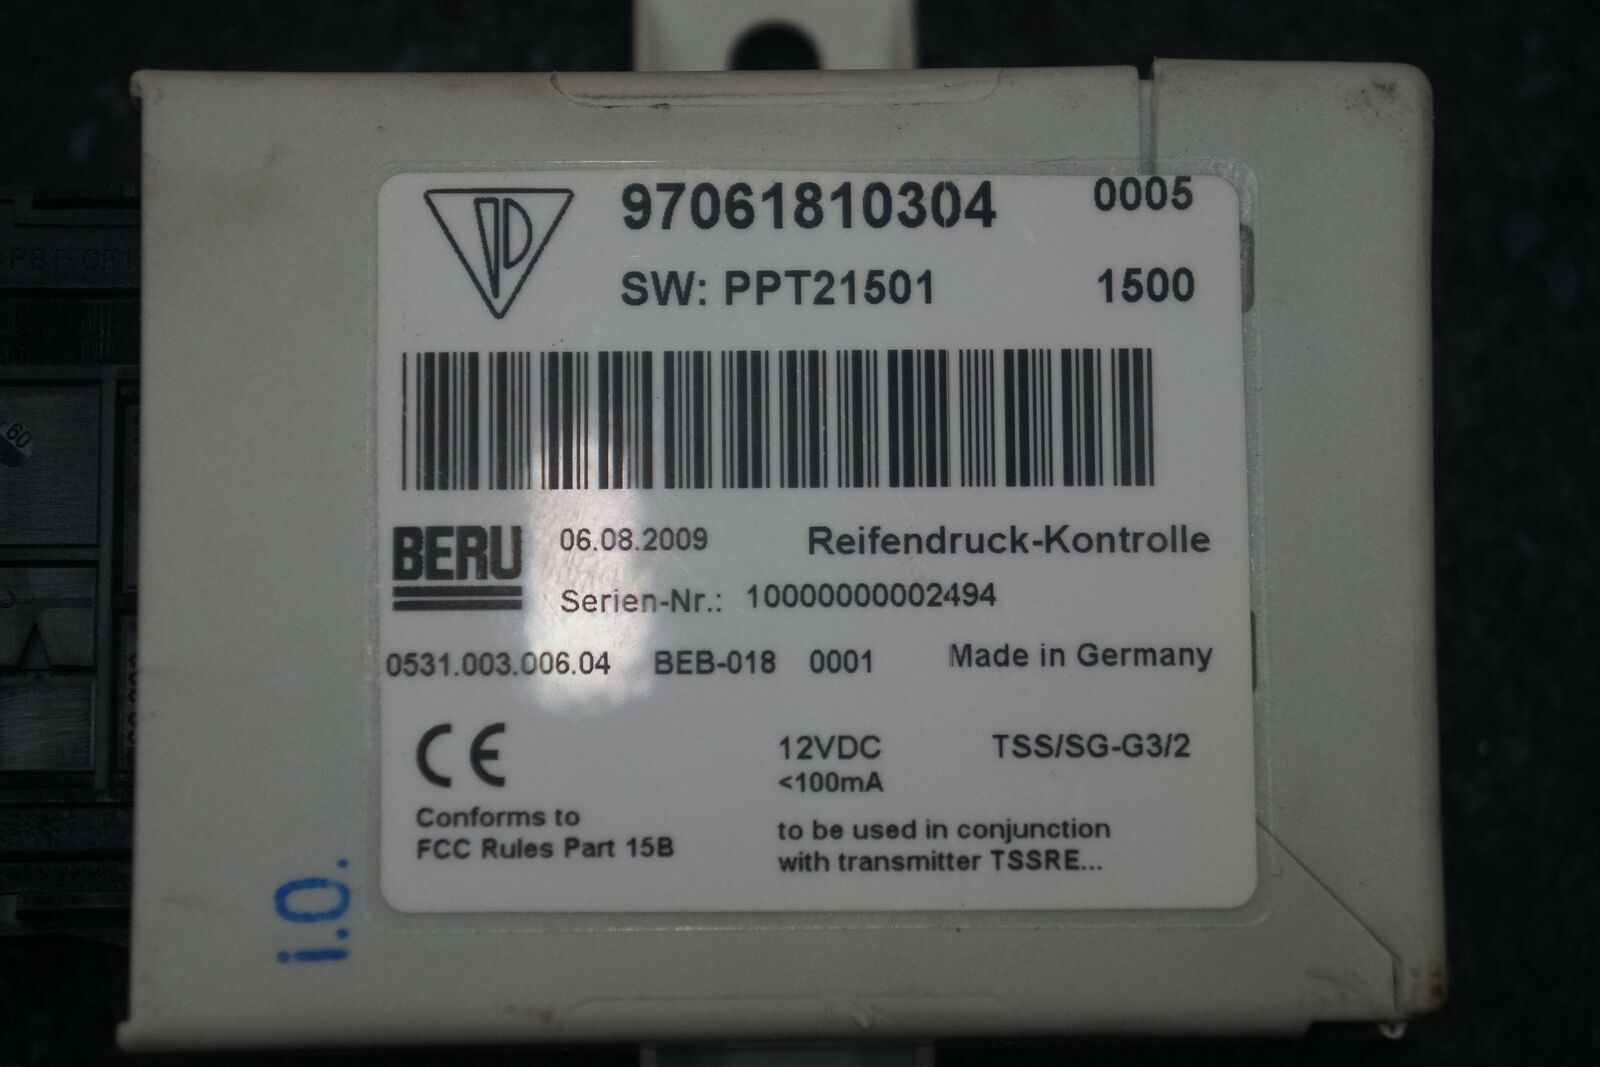 97061810304 0005
SW: PPT21501 1500
BERU 06.08.2009 Reifendruck-Kontrolle
Serien-Nr.: 10000000002494
0531.003.006.04 BEB-018 0001 Made in Germany
CE 12VDC TSS/SG-G3/2
<100mA
Conforms to
FCC Rules Part 15B
to be used in conjunction
with transmitter TSSRE...
i.O.
60